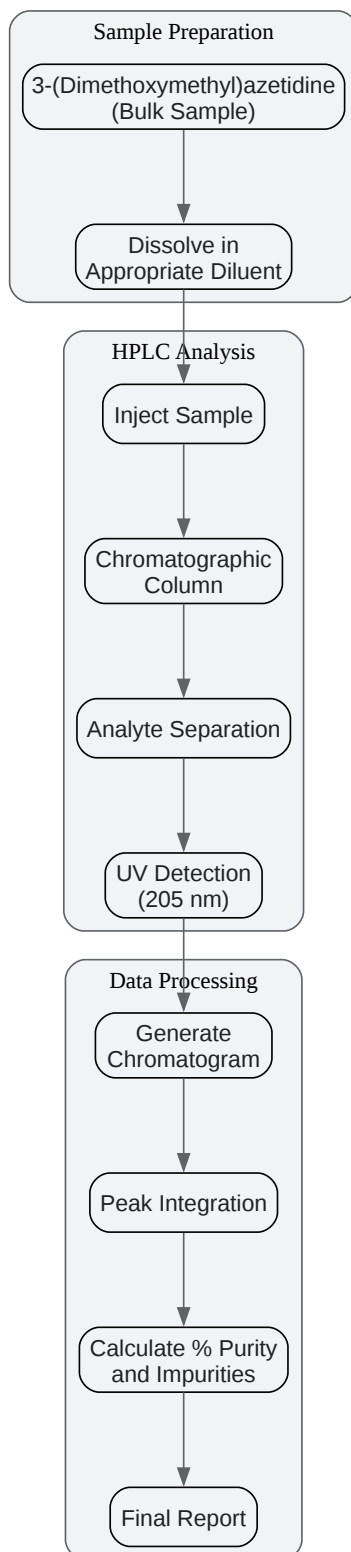 Sample Preparation
3-(Dimethoxymethyl)azetidine
(Bulk Sample)
Dissolve in
Appropriate Diluent
HPLC Analysis
Inject Sample
Chromatographic
Column
Analyte Separation
UV Detection
(205 nm)
Data Processing
Generate
Chromatogram
Peak Integration
Calculate % Purity
and Impurities
Final Report